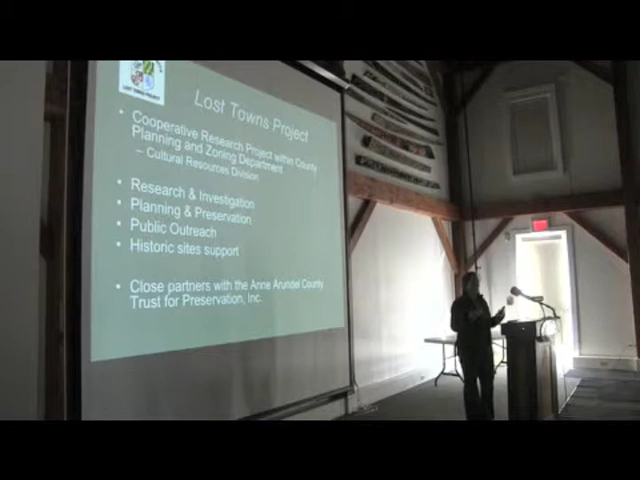 Lost Towns Project
• Cooperative Research Project within County
Planning and Zoning Department
– Cultural Resources Division
• Research & Investigation
• Planning & Preservation
• Public Outreach
• Historic sites support
• Close partners with the Anne Arundel County
Trust for Preservation, Inc.